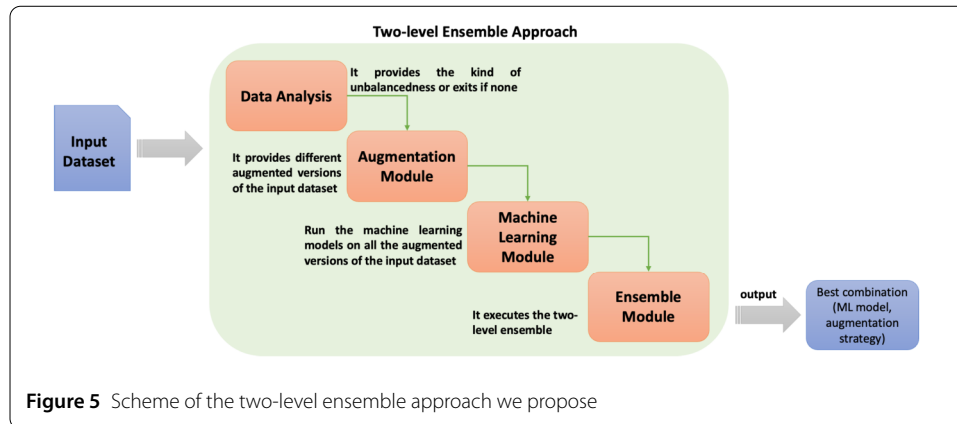 Two-level Ensemble Approach
Input
Dataset
Data Analysis
It provides the kind of
unbalancedness or exits if none
It provides different
augmented versions
of the input dataset
Augmentation
Module
Run the machine learning
models on all the augmented
versions of the input dataset
Machine
Learning
Module
It executes the two-
level ensemble
Ensemble
Module
output
Best combination
(ML model,
augmentation
strategy)
Figure 5 Scheme of the two-level ensemble approach we propose